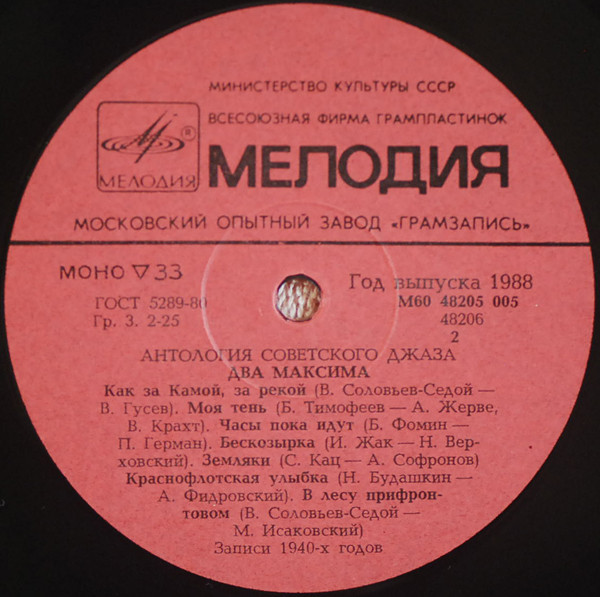 МИНИСТЕРСТВО КУЛЬТУРЫ СССР
ВСЕСОЮЗНАЯ ФИРМА ГРАМПЛАСТИНОК
МЕЛОДИЯ ®
МЕЛОДИЯ
МОСКОВСКИЙ ОПЫТНЫЙ ЗАВОД «ГРАМЗАПИСЬ»
МОНО ▽ 33
ГОСТ 5289-80
Гр. 3. 2-25
Год выпуска 1988
М60 48205 005
48206
2
АНТОЛОГИЯ СОВЕТСКОГО ДЖАЗА
ДВА МАКСИМА
Как за Камой, за рекой (В. Соловьев-Седой —
В. Гусев). Моя тень (Б. Тимофеев — А. Жерве,
В. Крахт). Часы пока идут (Б. Фомин —
П. Герман). Бескозырка (И. Жак — Н. Вер-
ховский). Земляки (С. Кац — А. Софронов)
Краснофлотская улыбка (Н. Будашкин —
А. Фидровский). В лесу прифрон-
товом (В. Соловьев-Седой —
М. Исаковский)
Записи 1940-х годов